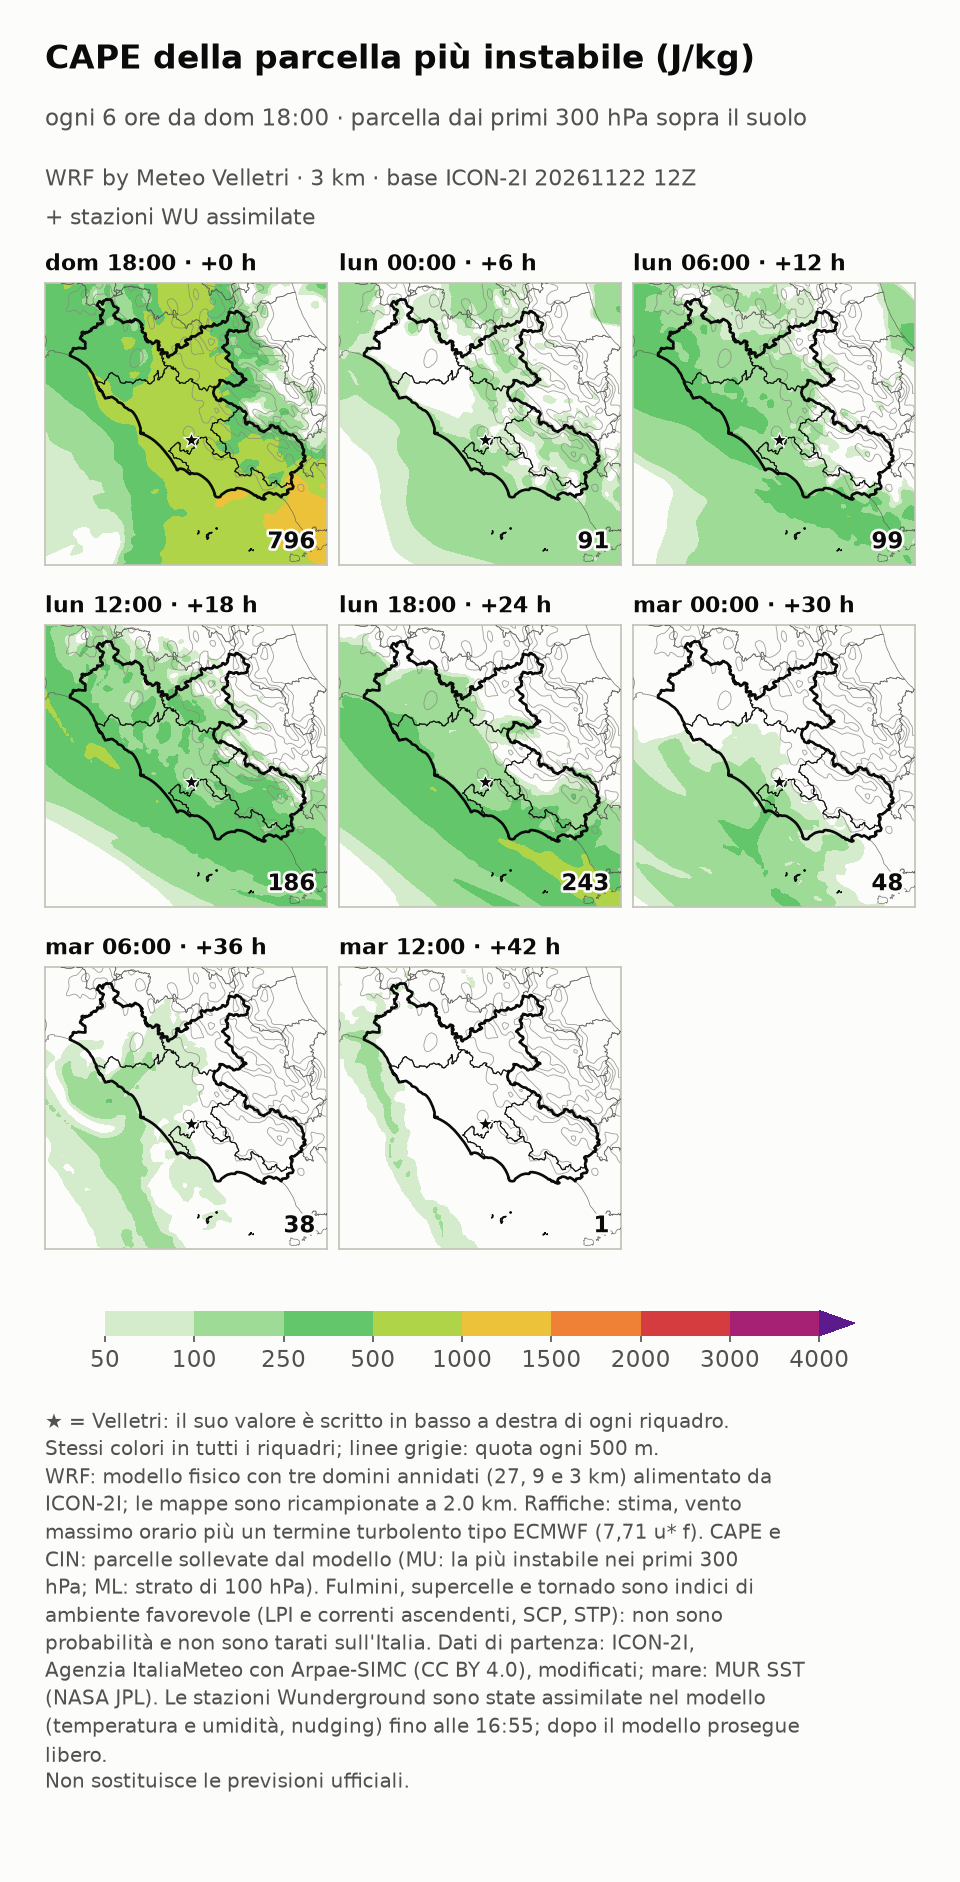 CAPE della parcella più instabile (J/kg)
ogni 6 ore da dom 18:00 · parcella dai primi 300 hPa sopra il suolo
WRF by Meteo Velletri · 3 km · base ICON-2I 20261122 12Z
+ stazioni WU assimilate
dom 18:00 · +0 h
796
lun 00:00 · +6 h
91
lun 06:00 · +12 h
99
lun 12:00 · +18 h
186
lun 18:00 · +24 h
243
mar 00:00 · +30 h
48
mar 06:00 · +36 h
38
mar 12:00 · +42 h
1
50 100 250 500 1000 1500 2000 3000 4000
★ = Velletri: il suo valore è scritto in basso a destra di ogni riquadro.
Stessi colori in tutti i riquadri; linee grigie: quota ogni 500 m.
WRF: modello fisico con tre domini annidati (27, 9 e 3 km) alimentato da
ICON-2I; le mappe sono ricampionate a 2.0 km. Raffiche: stima, vento
massimo orario più un termine turbolento tipo ECMWF (7,71 u* f). CAPE e
CIN: parcelle sollevate dal modello (MU: la più instabile nei primi 300
hPa; ML: strato di 100 hPa). Fulmini, supercelle e tornado sono indici di
ambiente favorevole (LPI e correnti ascendenti, SCP, STP): non sono
probabilità e non sono tarati sull'Italia. Dati di partenza: ICON-2I,
Agenzia ItaliaMeteo con Arpae-SIMC (CC BY 4.0), modificati; mare: MUR SST
(NASA JPL). Le stazioni Wunderground sono state assimilate nel modello
(temperatura e umidità, nudging) fino alle 16:55; dopo il modello prosegue
libero.
Non sostituisce le previsioni ufficiali.